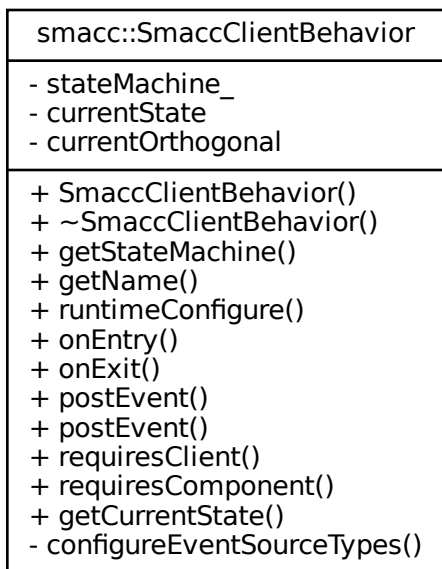 smacc::SmaccClientBehavior
- stateMachine_
- currentState
- currentOrthogonal
+ SmaccClientBehavior()
+ ~SmaccClientBehavior()
+ getStateMachine()
+ getName()
+ runtimeConfigure()
+ onEntry()
+ onExit()
+ postEvent()
+ postEvent()
+ requiresClient()
+ requiresComponent()
+ getCurrentState()
- configureEventSourceTypes()